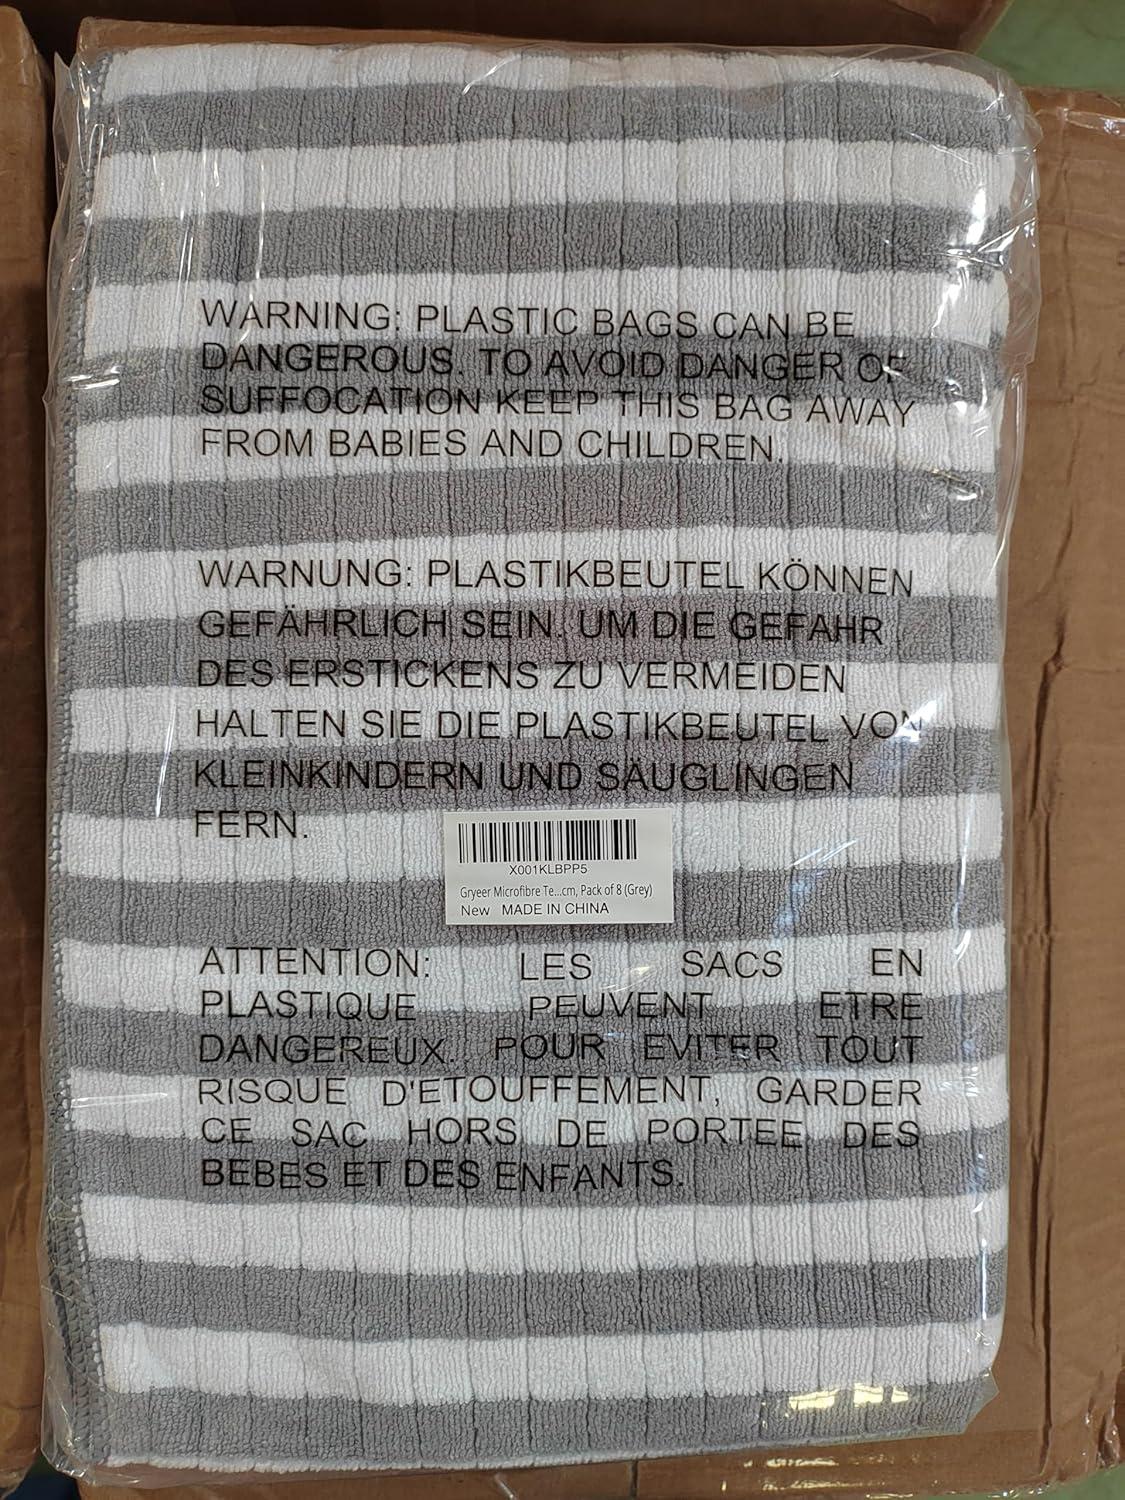 WARNING: PLASTIC BAGS CAN BE
DANGEROUS. TO AVOID DANGER OF
SUFFOCATION KEEP THIS BAG AWAY
FROM BABIES AND CHILDREN.
WARNUNG: PLASTIKBEUTEL KÖNNEN
GEFÄHRLICH SEIN. UM DIE GEFAHR
DES ERSTICKENS ZU VERMEIDEN
HALTEN SIE DIE PLASTIKBEUTEL VON
KLEINKINDERN UND SÄUGLINGEN
FERN.
X001KLBPP5
Gryeer Microfibre Te...cm, Pack of 8 (Grey)
New MADE IN CHINA
ATTENTION: LES SACS EN
PLASTIQUE PEUVENT ETRE
DANGEREUX. POUR EVITER TOUT
RISQUE D'ETOUFFEMENT, GARDER
CE SAC HORS DE PORTEE DES
BEBES ET DES ENFANTS.